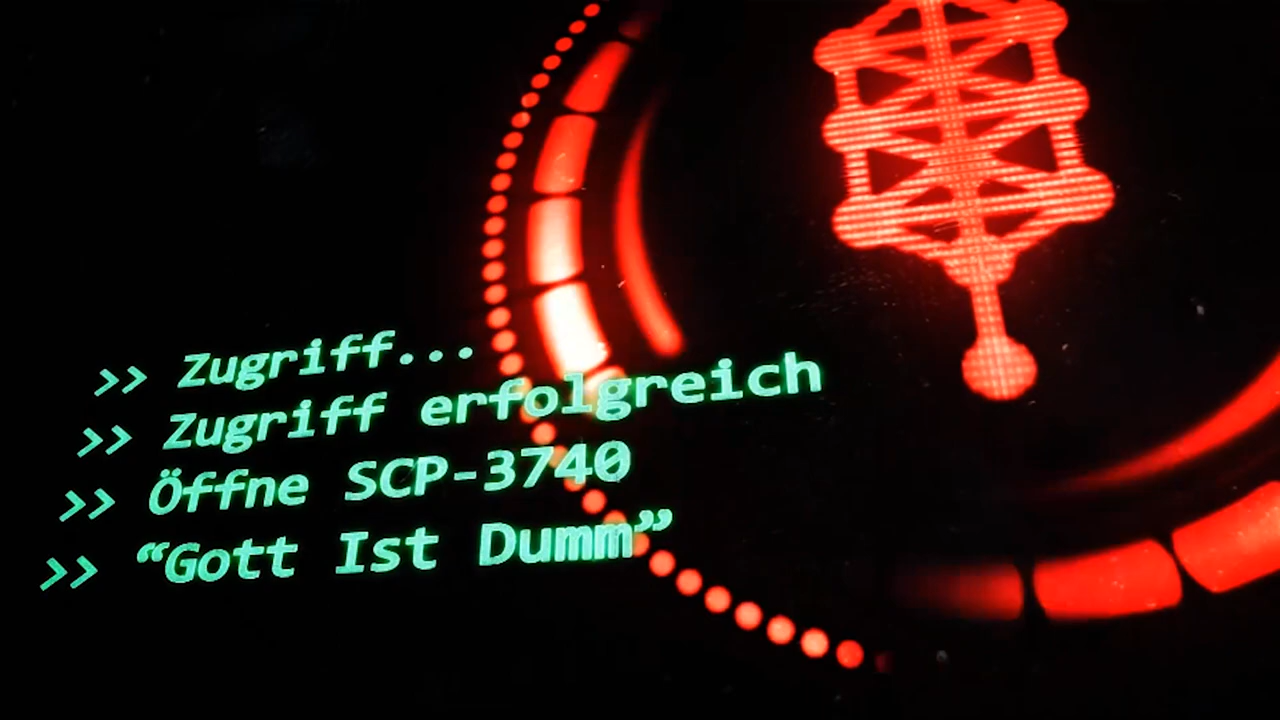 >> Zugriff...
>> Zugriff erfolgreich
>> Öffne SCP-3740
>> “Gott Ist Dumm”